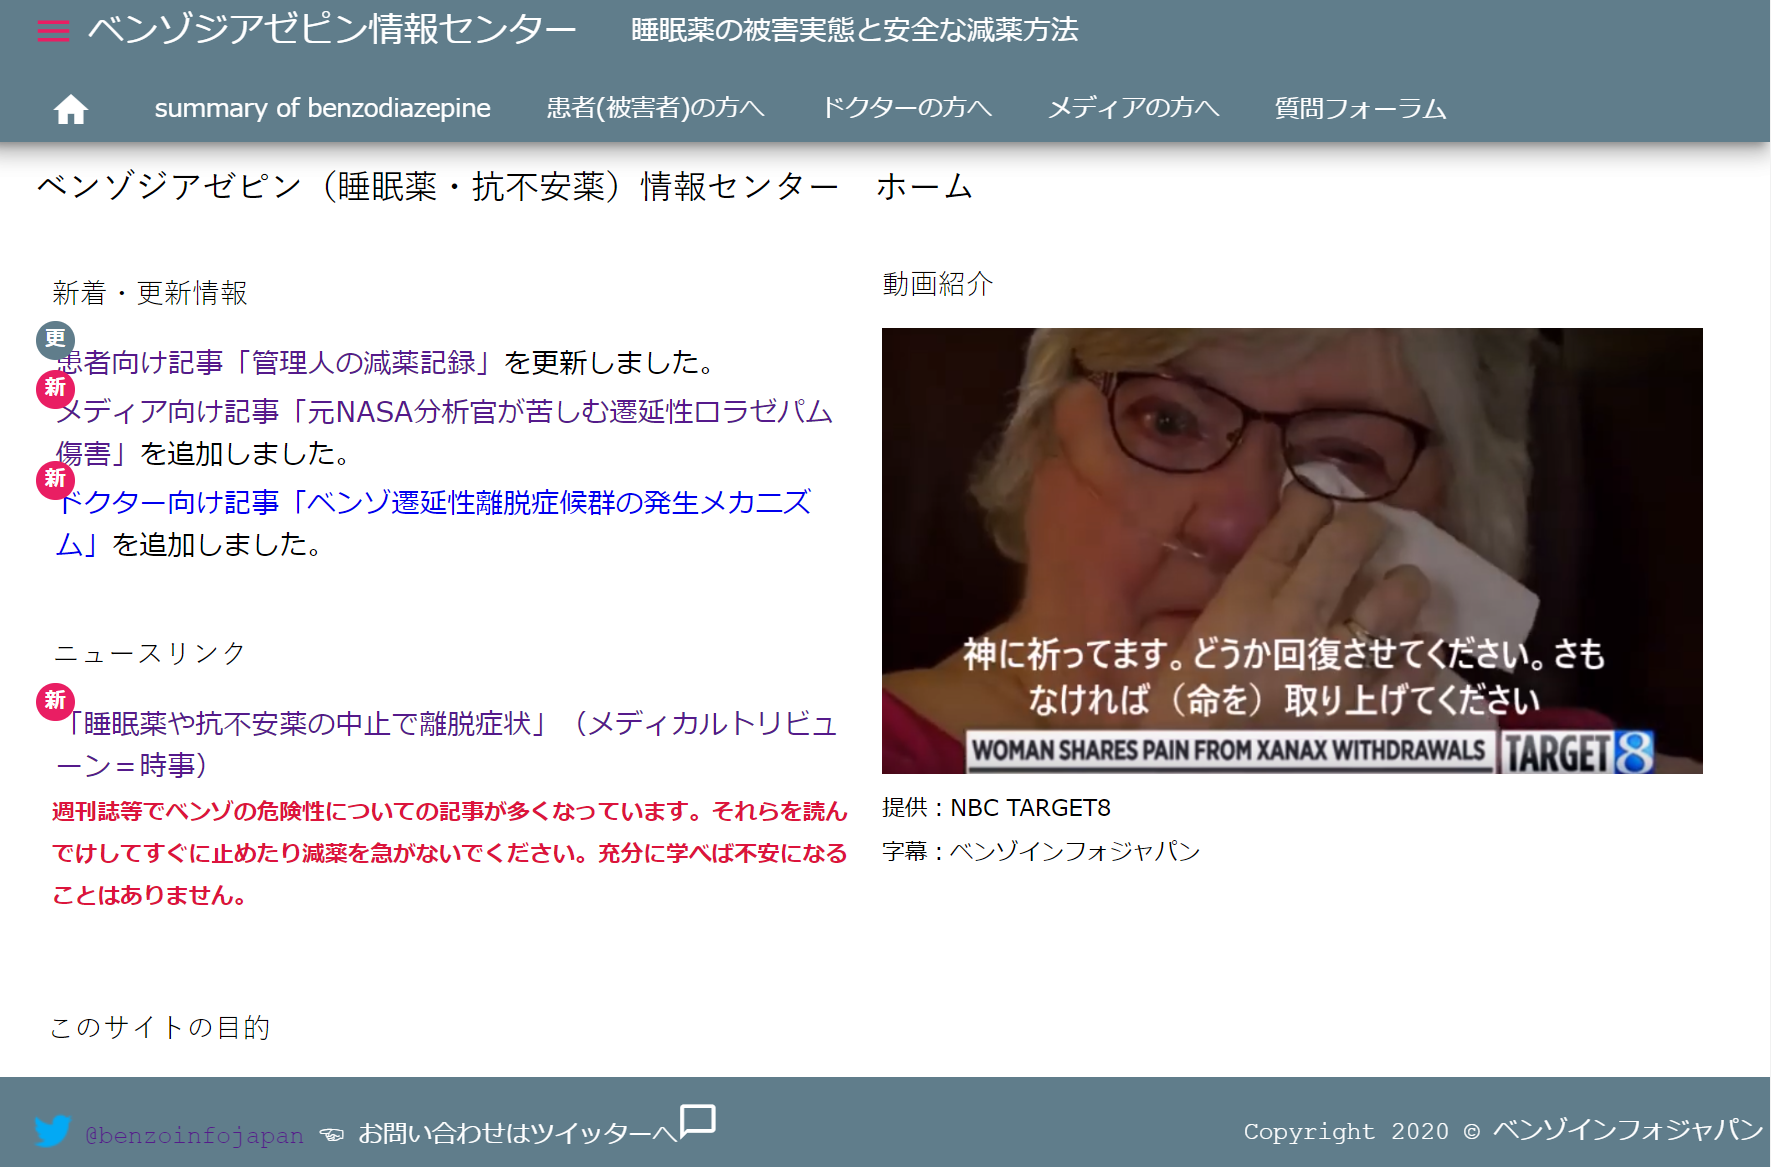 ベンゾジアゼピン情報センター 睡眠薬の被害実態と安全な減薬方法
summary of benzodiazepine 患者(被害者)の方へ ドクターの方へ メディアの方へ 質問フォーラム
ベンゾジアゼピン（睡眠薬・抗不安薬）情報センター　ホーム
新着・更新情報
更
患者向け記事「管理人の減薬記録」を更新しました。
新
メディア向け記事「元NASA分析官が苦しむ遷延性ロラゼパム
傷害」を追加しました。
新
ドクター向け記事「ベンゾ遷延性離脱症候群の発生メカニズ
ム」を追加しました。
ニュースリンク
新
「睡眠薬や抗不安薬の中止で離脱症状」（メディカルトリビュ
ーン＝時事）
週刊誌等でベンゾの危険性についての記事が多くなっています。それらを読ん
でけしてすぐに止めたり減薬を急がないでください。充分に学べば不安になる
ことはありません。
このサイトの目的
動画紹介
神に祈ってます。どうか回復させてください。さも
なければ（命を）取り上げてください
WOMAN SHARES PAIN FROM XANAX WITHDRAWALS TARGET 8
提供：NBC TARGET8
字幕：ベンゾインフォジャパン
@benzoinfojapan ☜ お問い合わせはツイッターへ
Copyright 2020 © ベンゾインフォジャパン